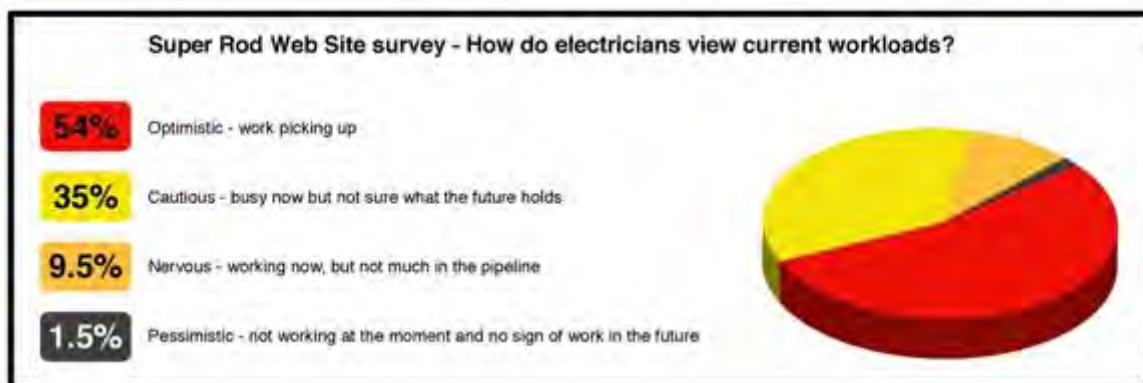 Super Rod Web Site survey - How do electricians view current workloads?
54% Optimistic - work picking up
35% Cautious - busy now but not sure what the future holds
9.5% Nervous - working now, but not much in the pipeline
1.5% Pessimistic - not working at the moment and no sign of work in the future